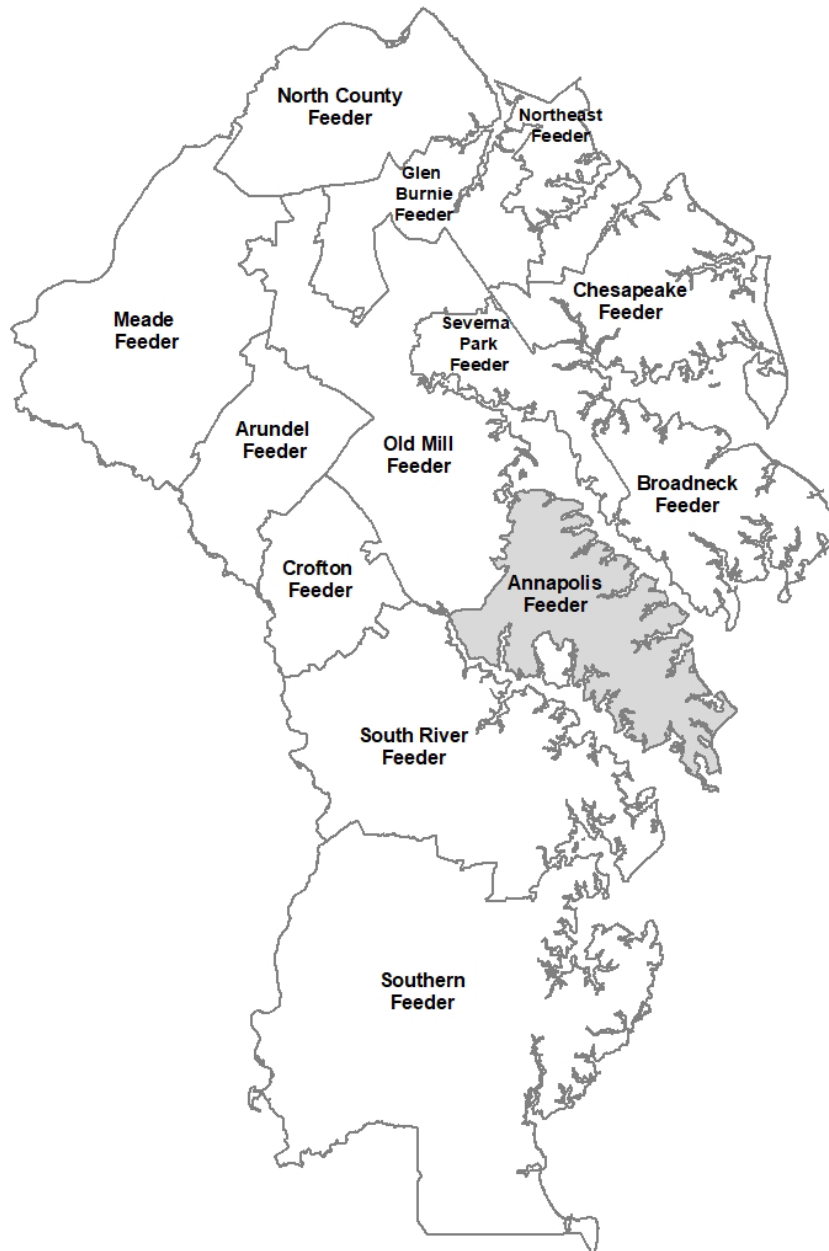 North County
Feeder
Northeast
Feeder
Glen
Burnie
Feeder
Chesapeake
Feeder
Meade
Feeder
Severna
Park
Feeder
Arundel
Feeder
Old Mill
Feeder
Broadneck
Feeder
Crofton
Feeder
Annapolis
Feeder
South River
Feeder
Southern
Feeder